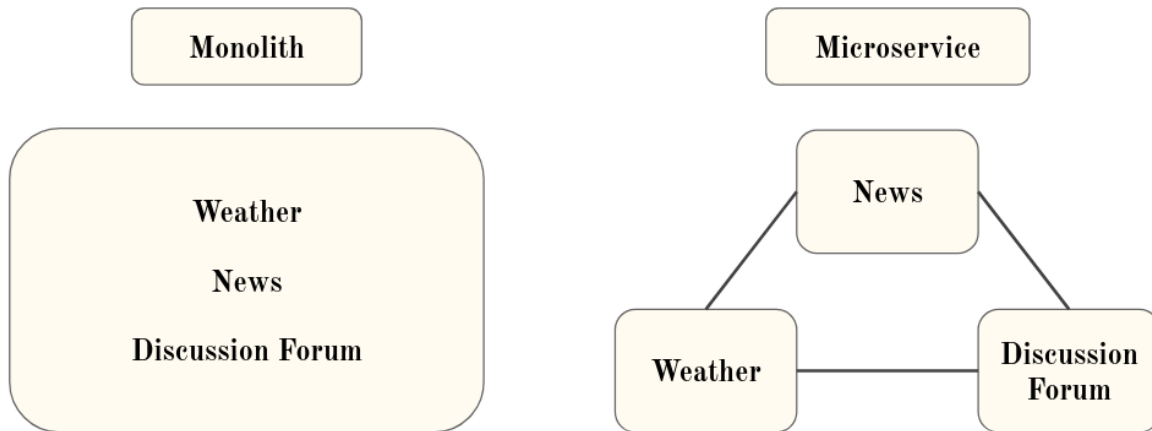 Monolith
Microservice
Weather
News
Discussion Forum
News
Weather
Discussion
Forum